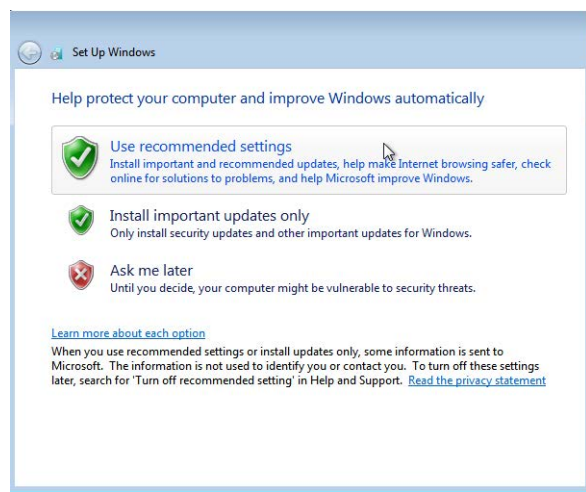 Set Up Windows
Help protect your computer and improve Windows automatically
Use recommended settings
Install important and recommended updates, help make Internet browsing safer, check
online for solutions to problems, and help Microsoft improve Windows.
Install important updates only
Only install security updates and other important updates for Windows.
Ask me later
Until you decide, your computer might be vulnerable to security threats.
Learn more about each option
When you use recommended settings or install updates only, some information is sent to
Microsoft. The information is not used to identify you or contact you. To turn off these settings
later, search for 'Turn off recommended setting' in Help and Support. Read the privacy statement